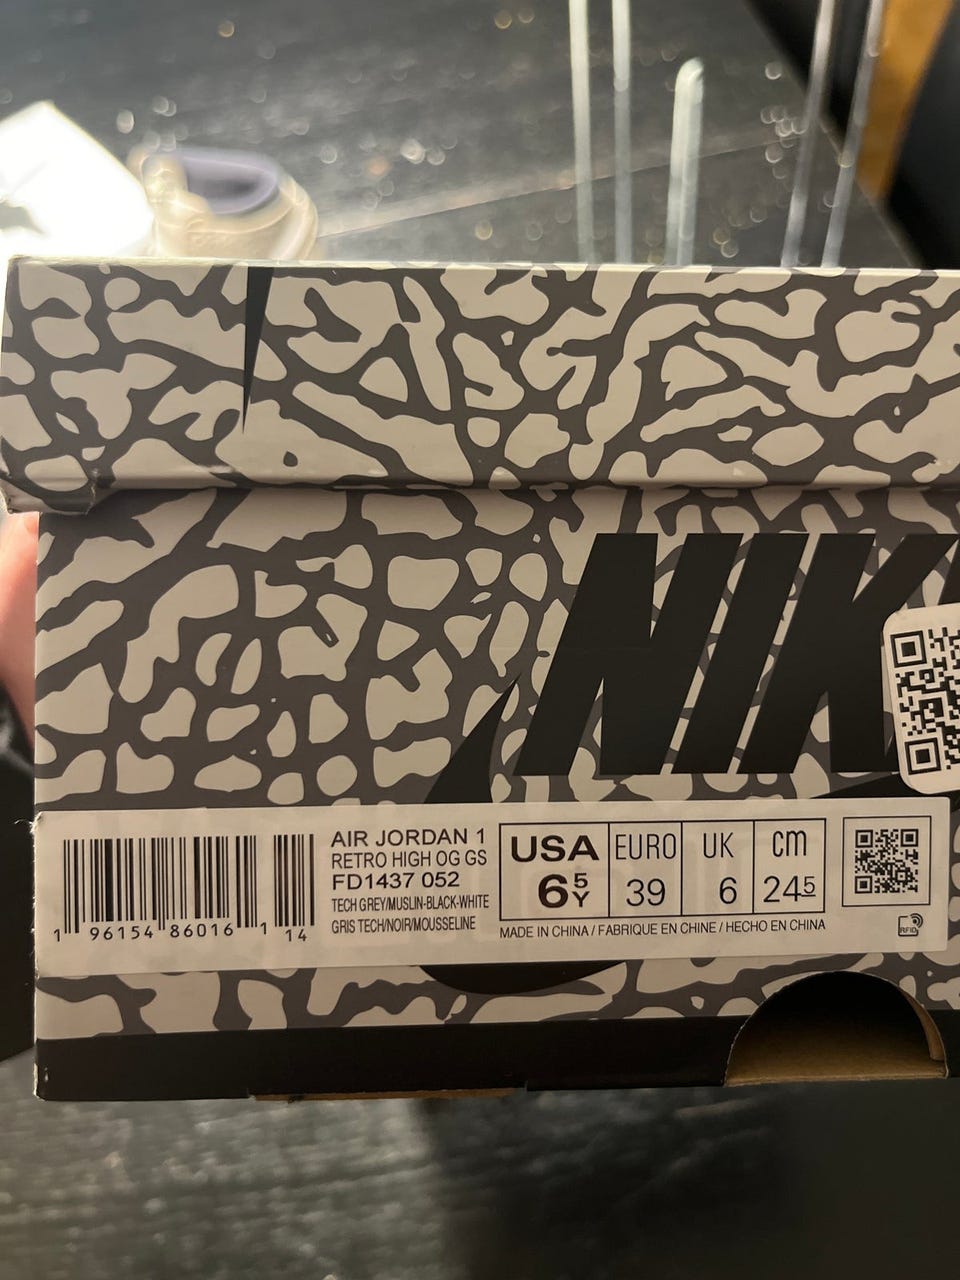 NIK
1 96154 86016 1 14
AIR JORDAN 1
RETRO HIGH OG GS
FD1437 052
TECH GREY/MUSLIN-BLACK-WHITE
GRIS TECH/NOIR/MOUSSELINE
USA EURO UK cm
6 5 Y 39 6 24 5
MADE IN CHINA / FABRIQUE EN CHINE / HECHO EN CHINA
RFID